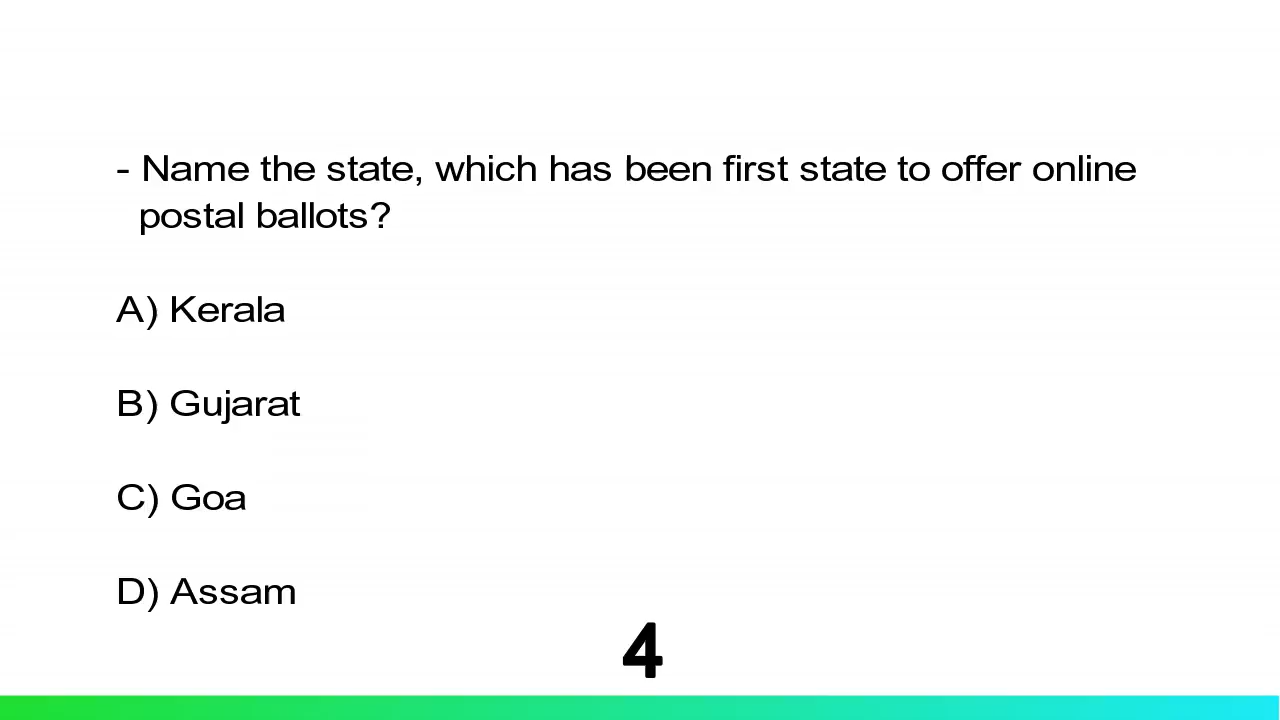 - Name the state, which has been first state to offer online
postal ballots?
A) Kerala
B) Gujarat
C) Goa
D) Assam
4